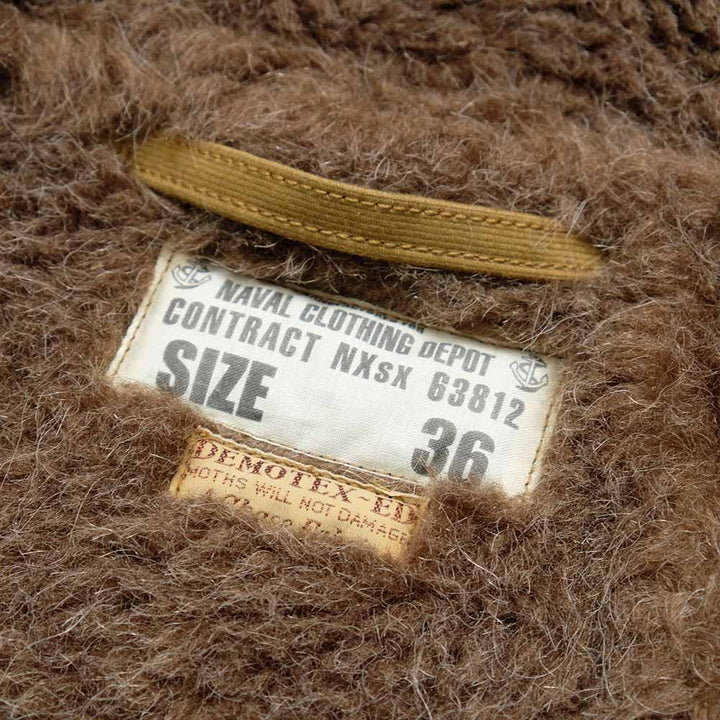 NAVAL CLOTHING DEPOT
CONTRACT NXsX 63812
SIZE 36
DEMOTEX-ED
MOTHS WILL NOT DAMAGE